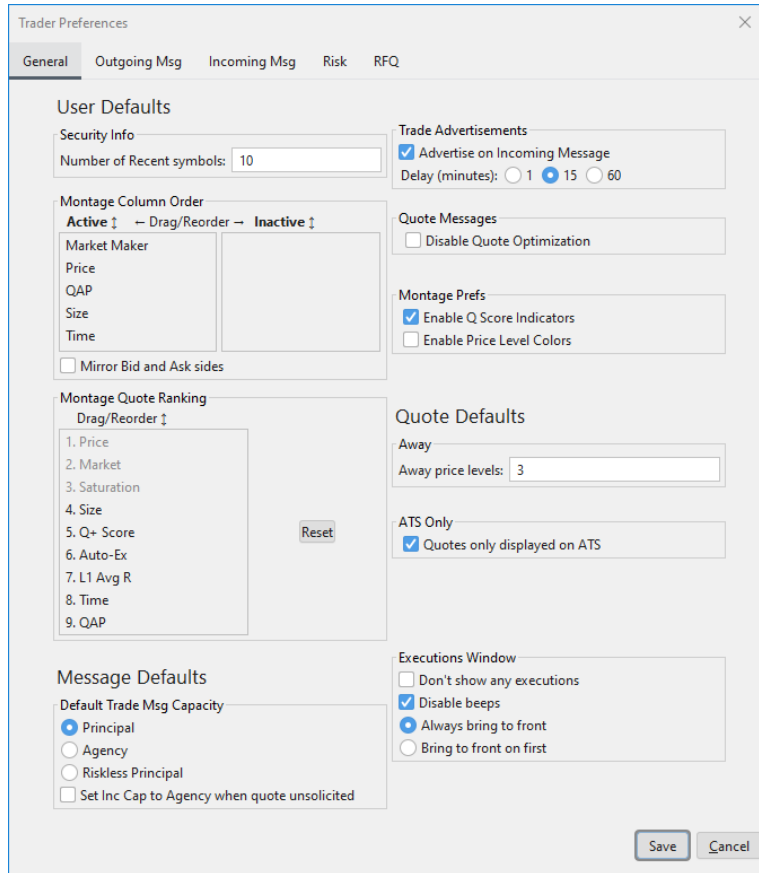 Trader Preferences
General Outgoing Msg Incoming Msg Risk RFQ
User Defaults
Security Info
Number of Recent symbols: 10
Montage Column Order
Active ↕ ← Drag/Reorder → Inactive ↕
Market Maker
Price
QAP
Size
Time
Mirror Bid and Ask sides
Montage Quote Ranking
Drag/Reorder ↕
1. Price
2. Market
3. Saturation
4. Size
5. Q+ Score
6. Auto-Ex
7. L1 Avg R
8. Time
9. QAP
Reset
Message Defaults
Default Trade Msg Capacity
Principal
Agency
Riskless Principal
Set Inc Cap to Agency when quote unsolicited
Trade Advertisements
Advertise on Incoming Message
Delay (minutes): 1 15 60
Quote Messages
Disable Quote Optimization
Montage Prefs
Enable Q Score Indicators
Enable Price Level Colors
Quote Defaults
Away
Away price levels: 3
ATS Only
Quotes only displayed on ATS
Executions Window
Don't show any executions
Disable beeps
Always bring to front
Bring to front on first
Save Cancel